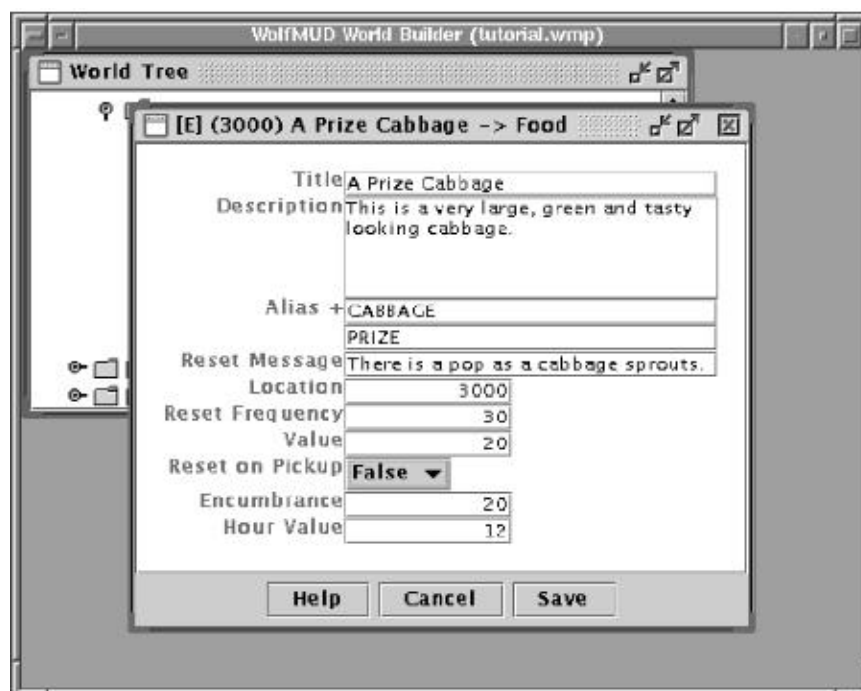 WolfMUD World Builder (tutorial.wmp)
World Tree
[E] (3000) A Prize Cabbage -> Food
Title A Prize Cabbage
Description This is a very large, green and tasty
looking cabbage.
Alias + CABBAGE
PRIZE
Reset Message There is a pop as a cabbage sprouts.
Location 3000
Reset Frequency 30
Value 20
Reset on Pickup False
Encumbrance 20
Hour Value 12
Help Cancel Save